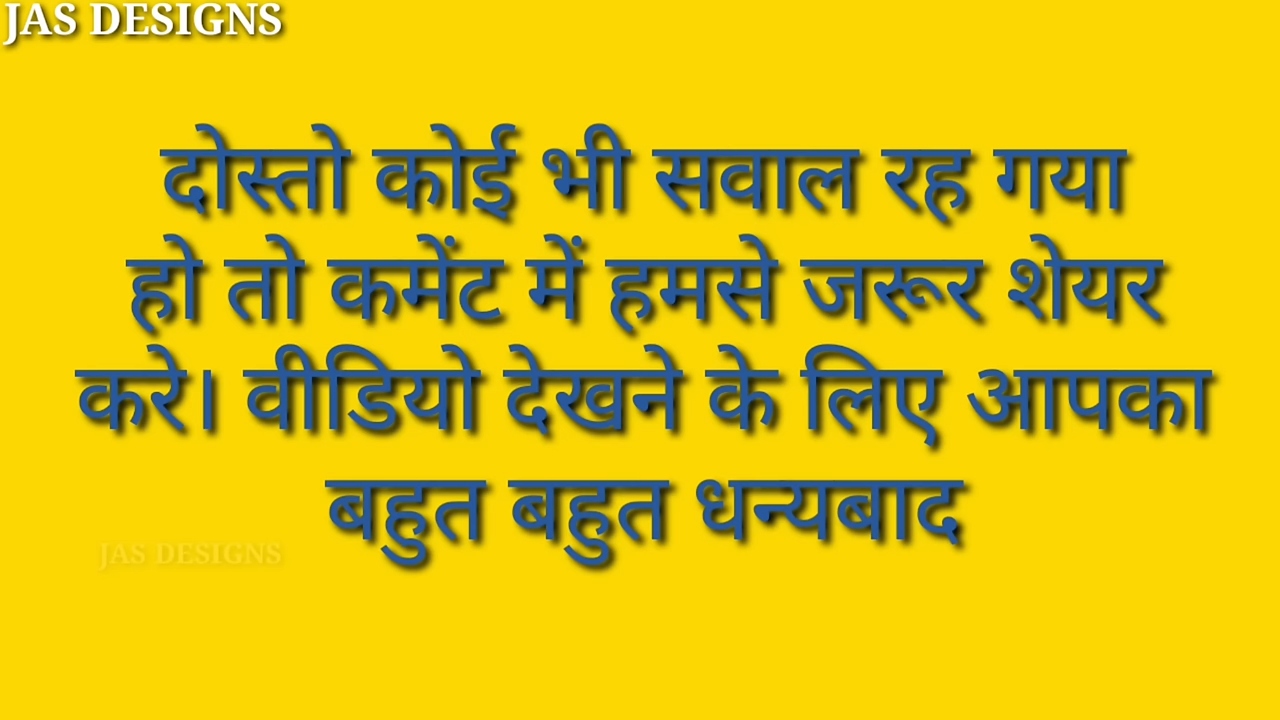 JAS DESIGNS
दोस्तो कोई भी सवाल रह गया
हो तो कमेंट में हमसे जरूर शेयर
करे। वीडियो देखने के लिए आपका
बहुत बहुत धन्यबाद
JAS DESIGNS